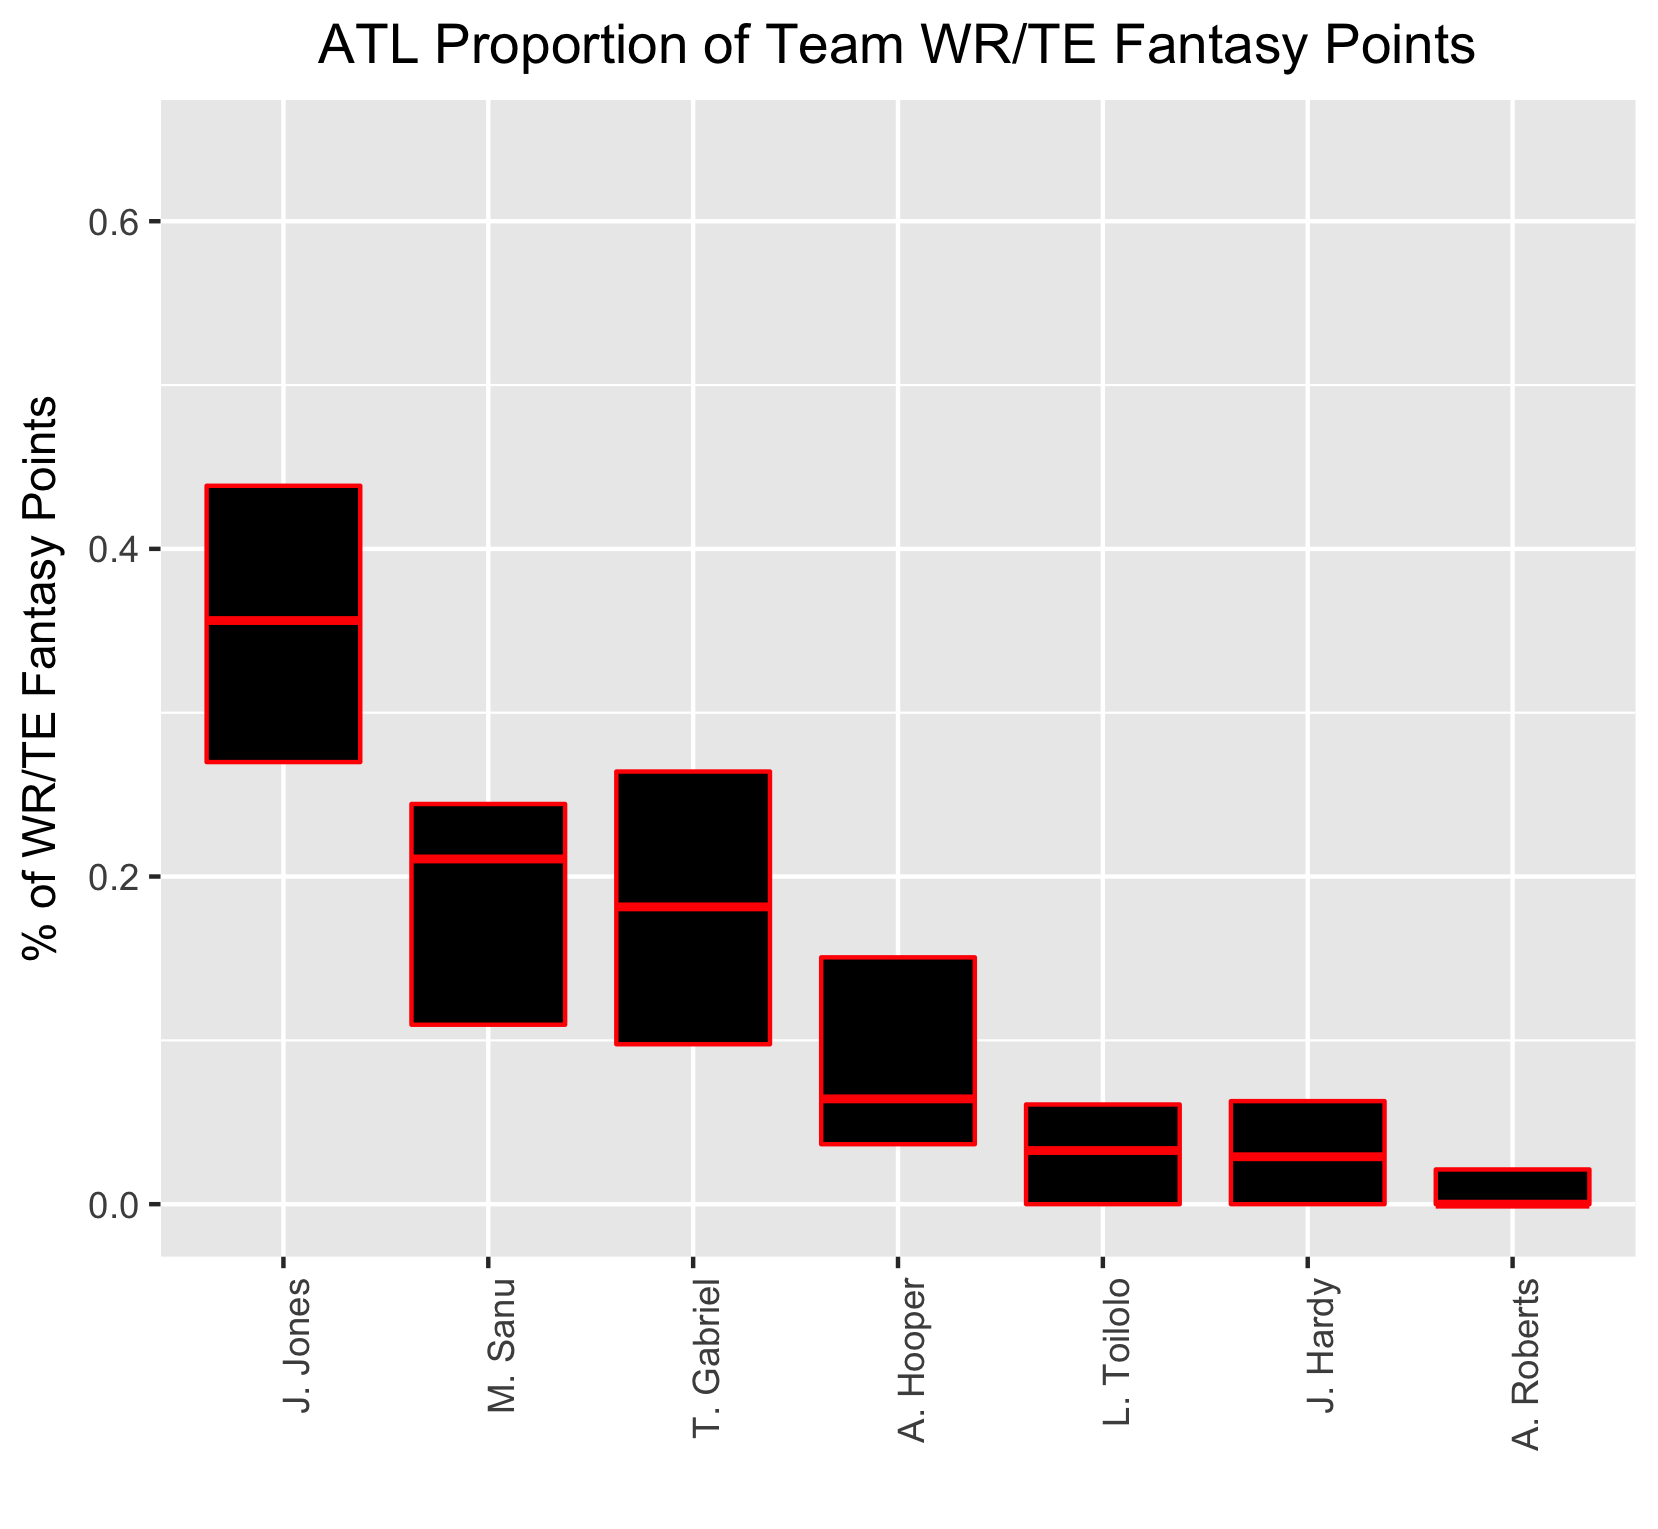 ATL Proportion of Team WR/TE Fantasy Points
% of WR/TE Fantasy Points
0.6
0.4
0.2
0.0
J. Jones
M. Sanu
T. Gabriel
A. Hooper
L. Toilolo
J. Hardy
A. Roberts